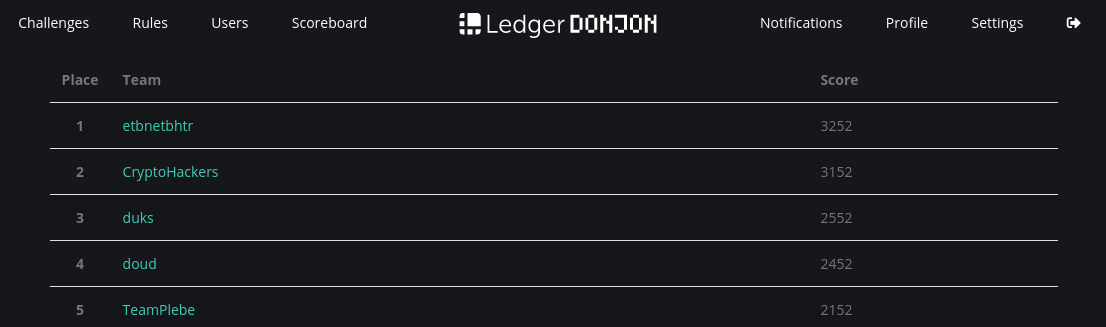 Challenges Rules Users Scoreboard Ledger DONJON Notifications Profile Settings
Place Team Score
1 etbnetbhtr 3252
2 CryptoHackers 3152
3 duks 2552
4 doud 2452
5 TeamPlebe 2152